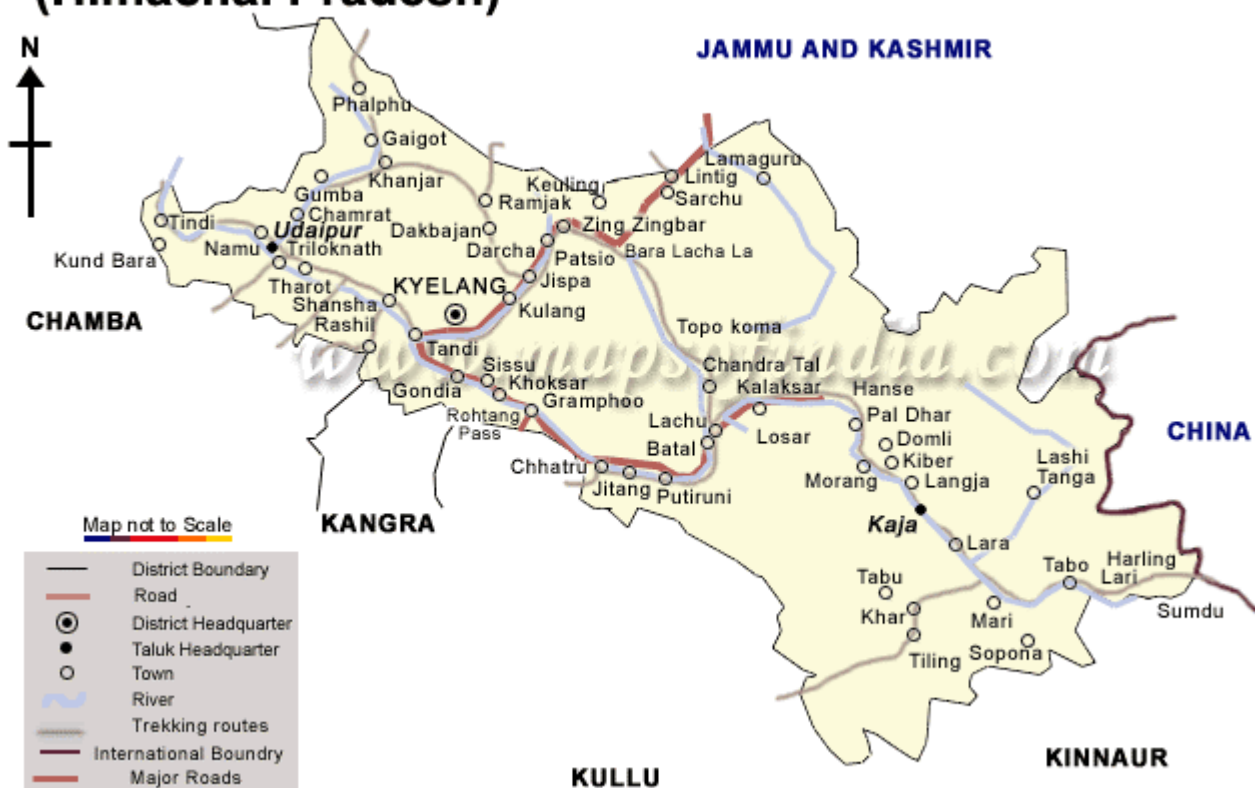 (Himachal Pradesh)
N
JAMMU AND KASHMIR
Phalphu
Gaigot
Khanjar
Gumba
Chamrat
Tindi
Udaipur
Namu
Triloknath
Kund Bara
Tharot
Shansha
Rashil
CHAMBA
Keuling
Ramjak
Dakbajan
Darcha
Zing Zingbar
Patsio
Bara Lacha La
Lamaguru
Lintig
Sarchu
KYELANG
Jispa
Kulang
Tandi
Topo koma
www.mapsofindia.com
Sissu
Gondia
Khoksar
Gramphoo
Rohtang
Pass
Chandra Tal
Kalaksar
Hanse
Lachu
Losar
Pal Dhar
Batal
Domli
Kiber
Morang
Langja
Lashi
Tanga
CHINA
Chhatru
Jitang
Putiruni
KANGRA
Kaja
Lara
Tabu
Khar
Tiling
Mari
Sopona
Tabo
Harling
Lari
Sumdu
KINNAUR
KULLU
Map not to Scale
District Boundary
Road
District Headquarter
Taluk Headquarter
Town
River
Trekking routes
International Boundry
Major Roads